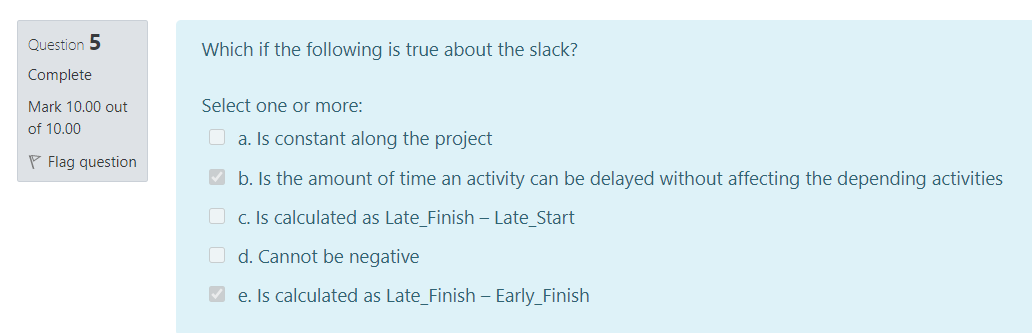 Question 5
Complete
Mark 10.00 out
of 10.00
Flag question
Which if the following is true about the slack?
Select one or more:
a. Is constant along the project
b. Is the amount of time an activity can be delayed without affecting the depending activities
c. Is calculated as Late_Finish – Late_Start
d. Cannot be negative
e. Is calculated as Late_Finish – Early_Finish